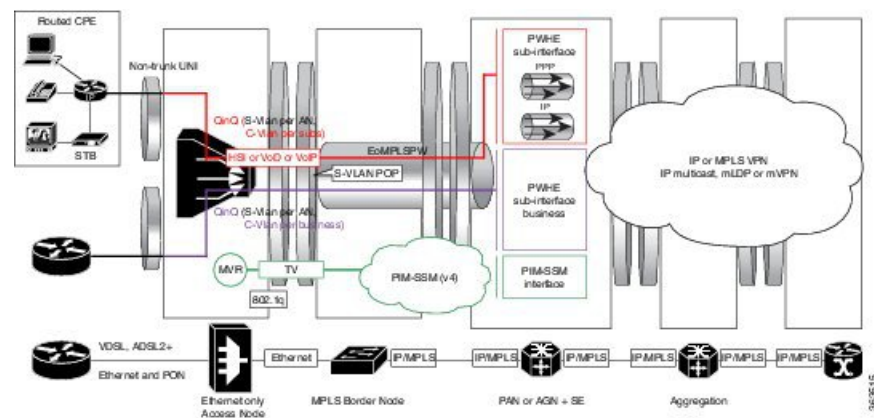 Routed CPE
IP
STB
Non-trunk UNI
QinQ (S-Vlan per AN,
C-Vlan per subs)
HSI or VoD or VoIP
EoMPLSPW
S-VLAN POP
QinQ (S-Vlan per AN,
C-Vlan per business)
MVR
TV
802.1q
PIM-SSM (v4)
PWHE
sub-interface
PPP
IP
PWHE
sub-interface
business
PIM-SSM
interface
IP or MPLS VPN
IP multicast, mLDP or mVPN
VDSL, ADSL2+
Ethernet and PON
Ethernet
IP/MPLS
IP/MPLS
IP/MPLS
IP/MPLS
IP/MPLS
IP/MPLS
Ethernet only
Access Node
MPLS Border Node
PAN or AGN + SE
Aggregation
363515